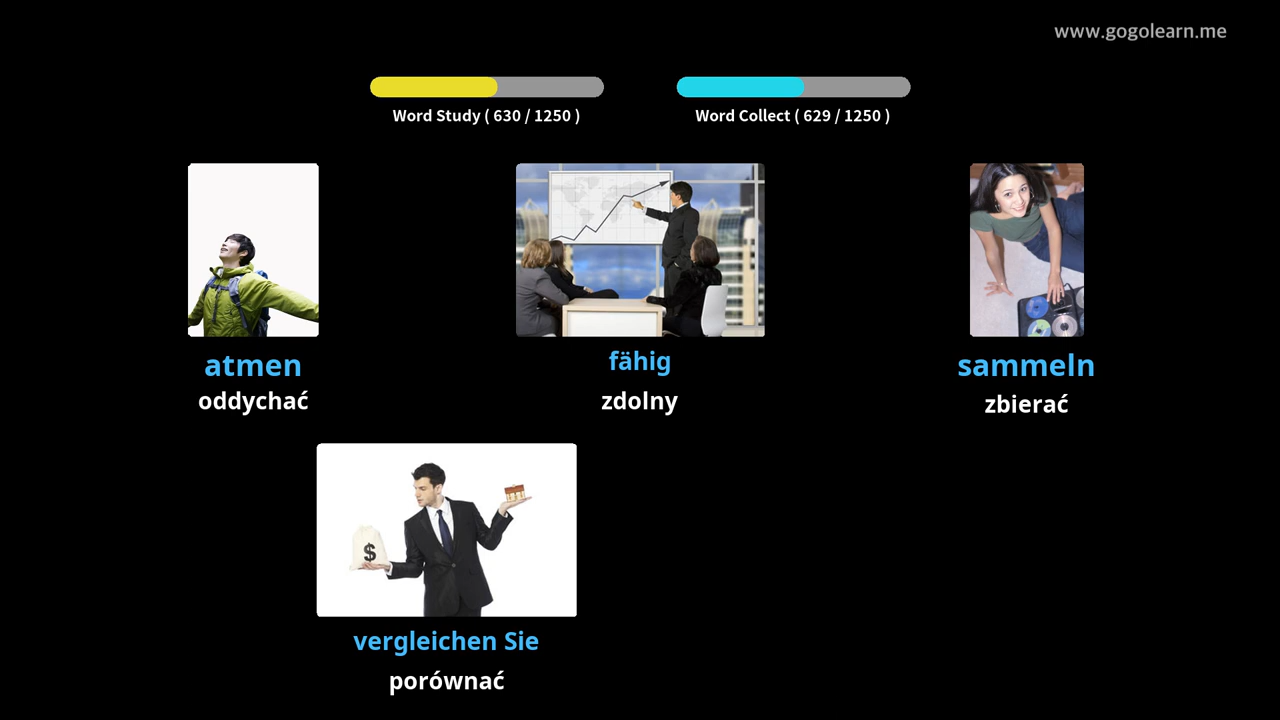 www.gogolearn.me
Word Study ( 630 / 1250 )
Word Collect ( 629 / 1250 )
atmen
oddychać
fähig
zdolny
sammeln
zbierać
$
vergleichen Sie
porównać